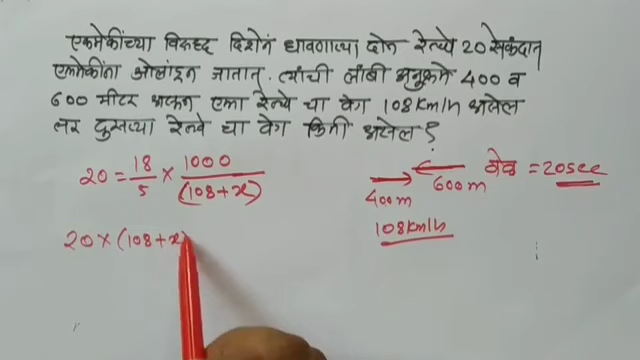 एकमेकींच्या विरुद्ध दिशेनं धावणाऱ्या दोन रेल्वे 20 सेकंदात
एकमेकींना ओलांडून जातात. त्यांची लांबी अनुक्रमे 400 व
600 मीटर असून एका रेल्वे चा वेग 108 Km/h असेल
तर दुसऱ्या रेल्वे चा वेग किती असेल?
20 = 18/5 × 1000/(108+x)
400m 600m वेळ = 20sec
108km/h
20 × (108+x)